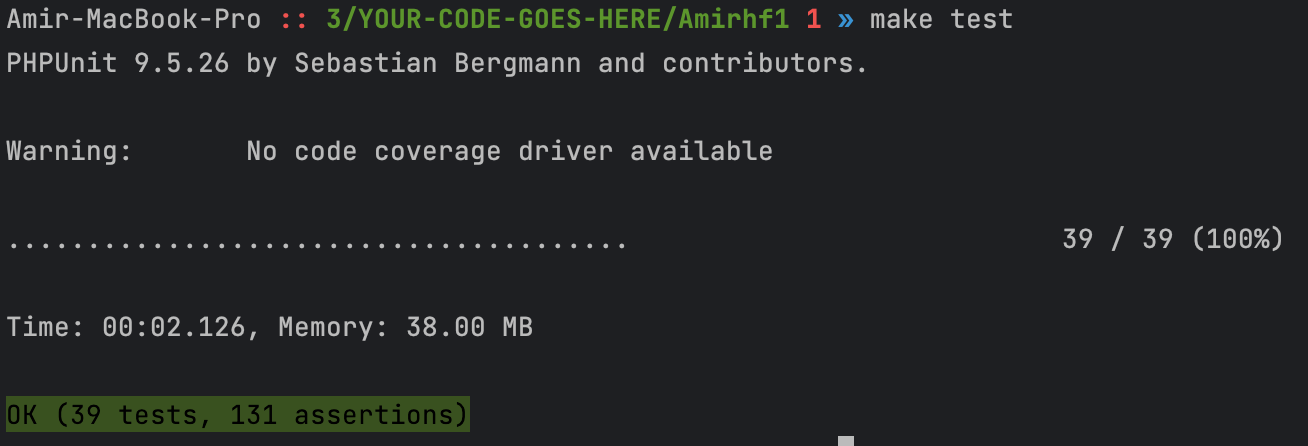 Amir-MacBook-Pro :: 3/YOUR-CODE-GOES-HERE/Amirhf1 1 » make test
PHPUnit 9.5.26 by Sebastian Bergmann and contributors.
Warning:       No code coverage driver available
.......................................                           39 / 39 (100%)
Time: 00:02.126, Memory: 38.00 MB
OK (39 tests, 131 assertions)